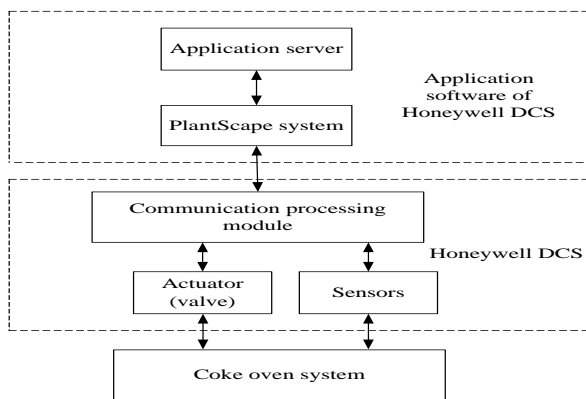 Application server
PlantScape system
Application
software of
Honeywell DCS
Communication processing
module
Honeywell DCS
Actuator
(valve)
Sensors
Coke oven system